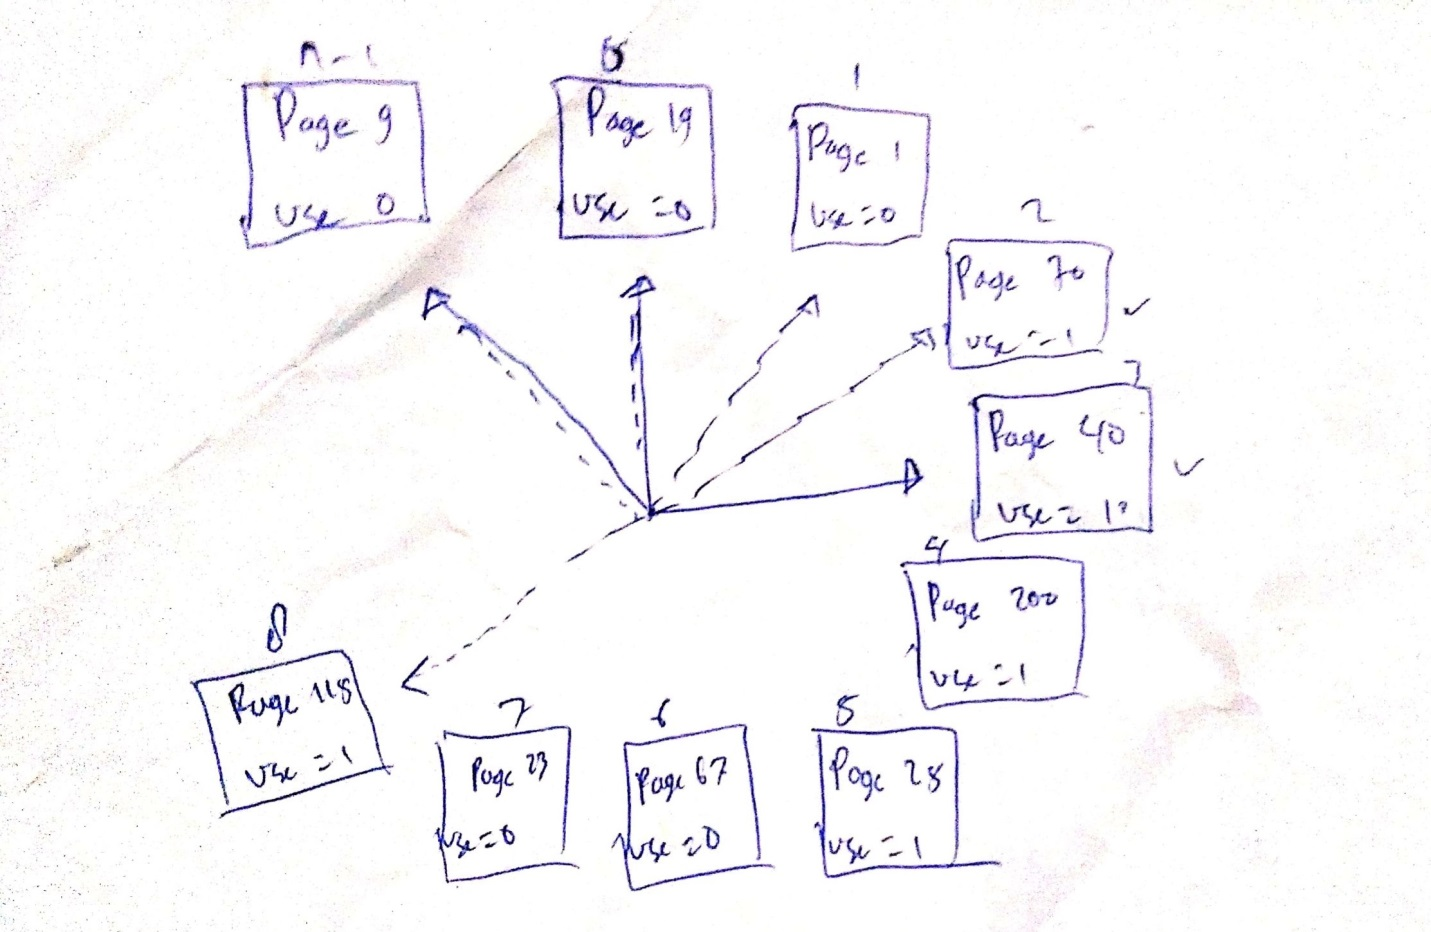 n-1
0
1
Page 9
use 0
Page 19
use = 0
Page 1
use = 0
2
Page 70
use = 1
3
Page 40
use = 1
4
Page 200
use = 1
8
Page 118
use = 1
7
Page 23
use = 0
6
Page 67
use = 0
5
Page 28
use = 1